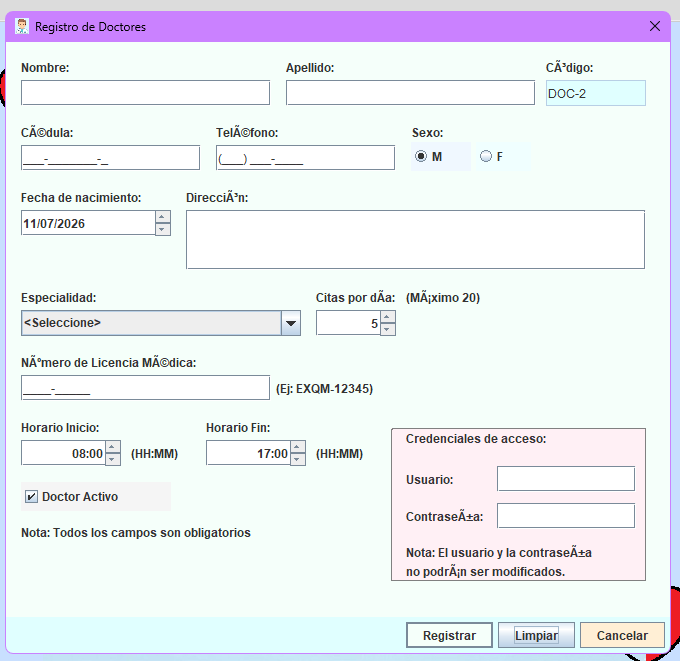 Registro de Doctores
Nombre: Apellido: CÃ³digo:
DOC-2
CÃ©dula: TelÃ©fono: Sexo:
___-_______-_ (___) ___-____ M F
Fecha de nacimiento: DirecciÃ³n:
11/07/2026
Especialidad: Citas por dÃa: (MÃ¡ximo 20)
<Seleccione> 5
NÃºmero de Licencia MÃ©dica:
____-_____ (Ej: EXQM-12345)
Horario Inicio: Horario Fin:
08:00 (HH:MM) 17:00 (HH:MM)
Doctor Activo
Nota: Todos los campos son obligatorios
Credenciales de acceso:
Usuario:
ContraseÃ±a:
Nota: El usuario y la contraseÃ±a
no podrÃ¡n ser modificados.
Registrar Limpiar Cancelar